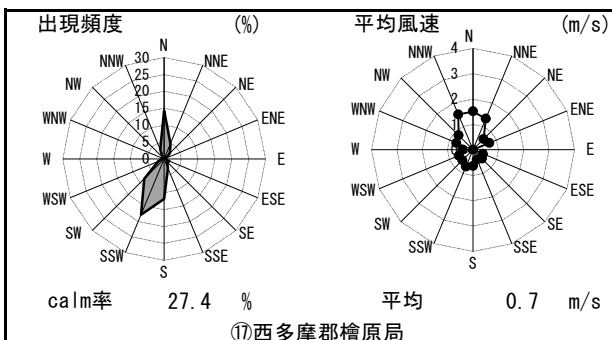 出現頻度 (%) 平均風速 (m/s)
N N
NNW NNE NNW NNE
NW NE NW NE
WNW ENE WNW ENE
W E W E
WSW ESE WSW ESE
SW SE SW SE
SSW SSE SSW SSE
S S
30
25
20
15
10
5
0
4
3
2
1
0
calm率 27.4 % 平均 0.7 m/s
⑰西多摩郡檜原局